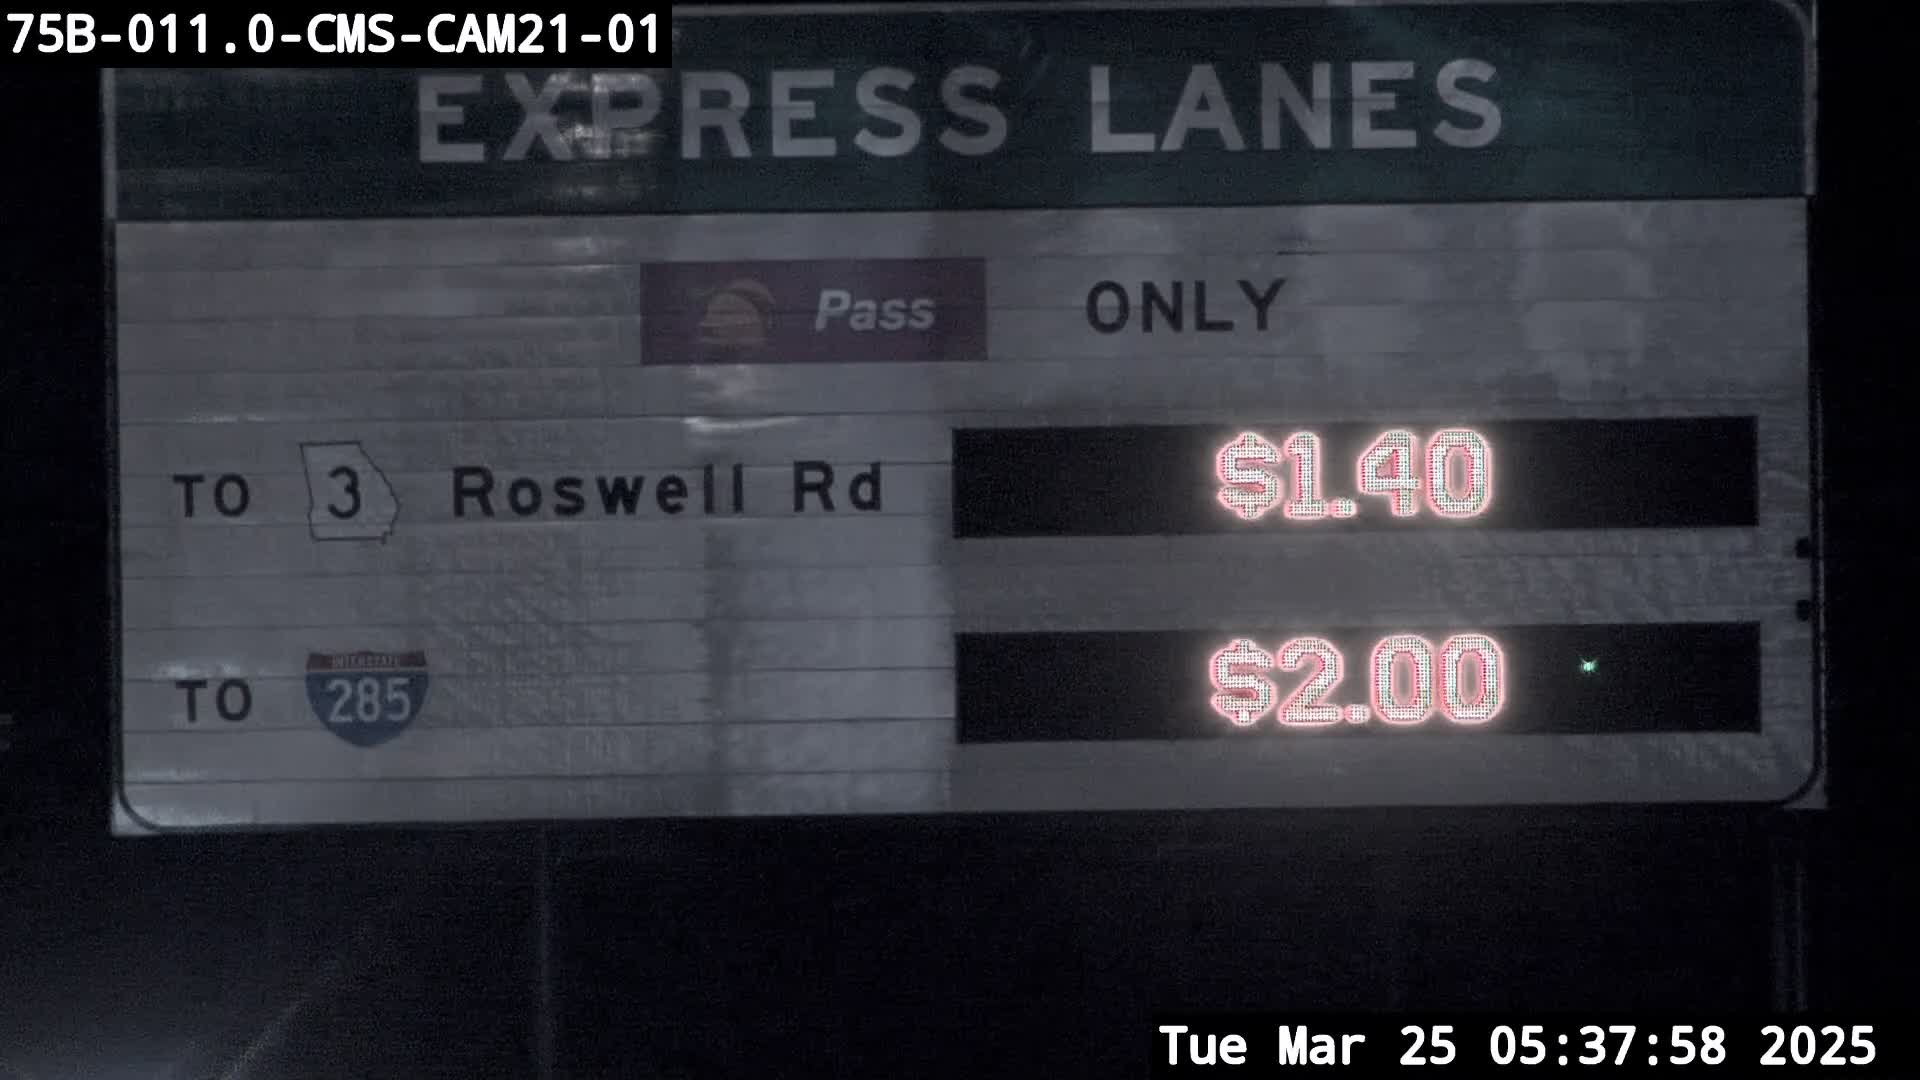 75B-011.0-CMS-CAM21-01
EXPRESS LANES
Pass ONLY
TO 3 Roswell Rd $1.40
TO INTERSTATE 285 $2.00
Tue Mar 25 05:37:58 2025